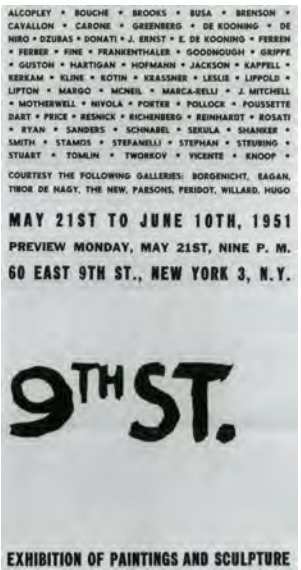 ALCOPLEY • BOUCHE • BROOKS • BUSA • BRENSON •
CAVALLON • CARONE • GREENBERG • DE KOONING • DE
NIRO • DZUBAS • DONATI • J. ERNST • E. DE KOONING • FERREN
• FERBER • FINE • FRANKENTHALER • GOODNOUGH • GRIPPE
• GUSTON • HARTIGAN • HOFMANN • JACKSON • KAPPELL •
KERKAM • KLINE • KOTIN • KRASSNER • LESLIE • LIPPOLD •
LIPTON • MARGO • MCNEIL • MARCA-RELLI • J. MITCHELL
• MOTHERWELL • NIVOLA • PORTER • POLLOCK • POUSSETTE
DART • PRICE • RESNICK • RICHENBERG • REINHARDT • ROSATI
• RYAN • SANDERS • SCHNABEL • SEKULA • SHANKER •
SMITH • STAMOS • STEFANELLI • STEPHAN • STEUBING •
STUART • TOMLIN • TWORKOV • VICENTE • KNOOP •
COURTESY THE FOLLOWING GALLERIES: BORGENICHT, EAGAN,
TIBOR DE NAGY, THE NEW, PARSONS, PERIDOT, WILLARD, HUGO
MAY 21ST TO JUNE 10TH, 1951
PREVIEW MONDAY, MAY 21ST, NINE P. M.
60 EAST 9TH ST., NEW YORK 3, N.Y.
9TH ST.
EXHIBITION OF PAINTINGS AND SCULPTURE